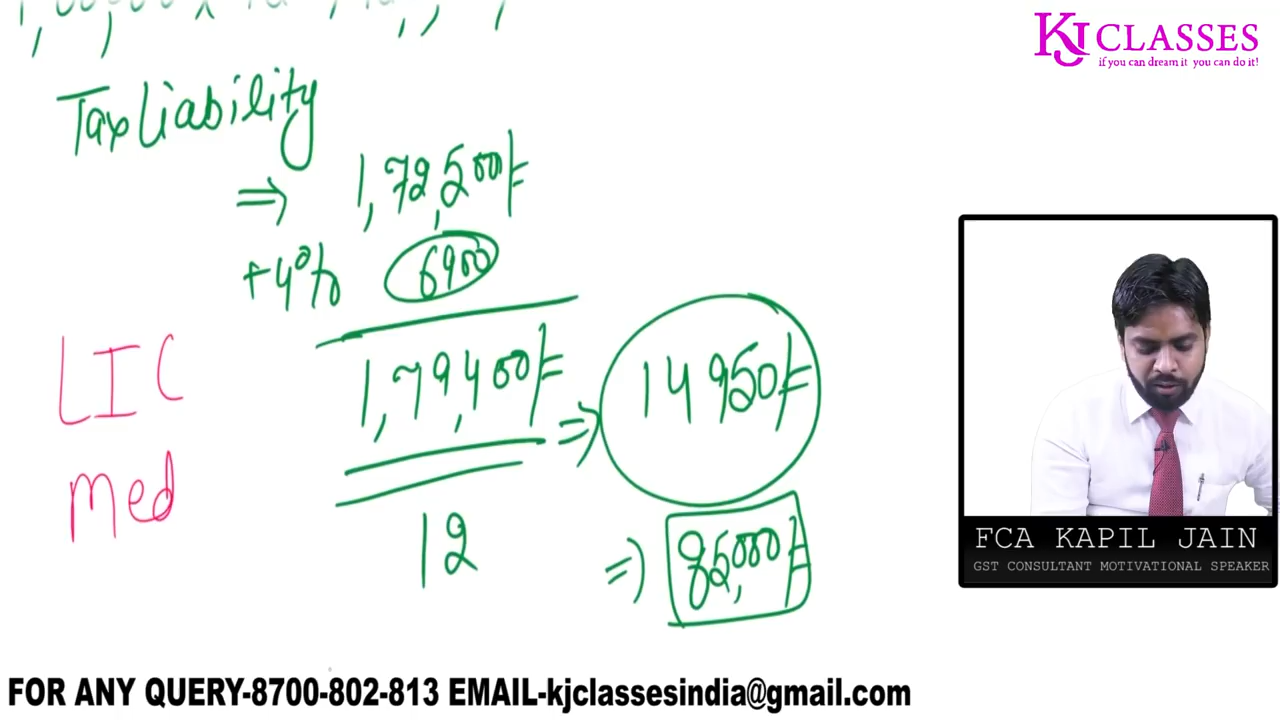 KJ CLASSES
if you can dream it you can do it!
Tax Liability
⇒ 1,72,500/=
+4% 6900
LIC 1,79,400/= ⇒ 14950/=
med
12 ⇒ 85,000/=
FCA KAPIL JAIN
GST CONSULTANT MOTIVATIONAL SPEAKER
FOR ANY QUERY-8700-802-813 EMAIL-kjclassesindia@gmail.com